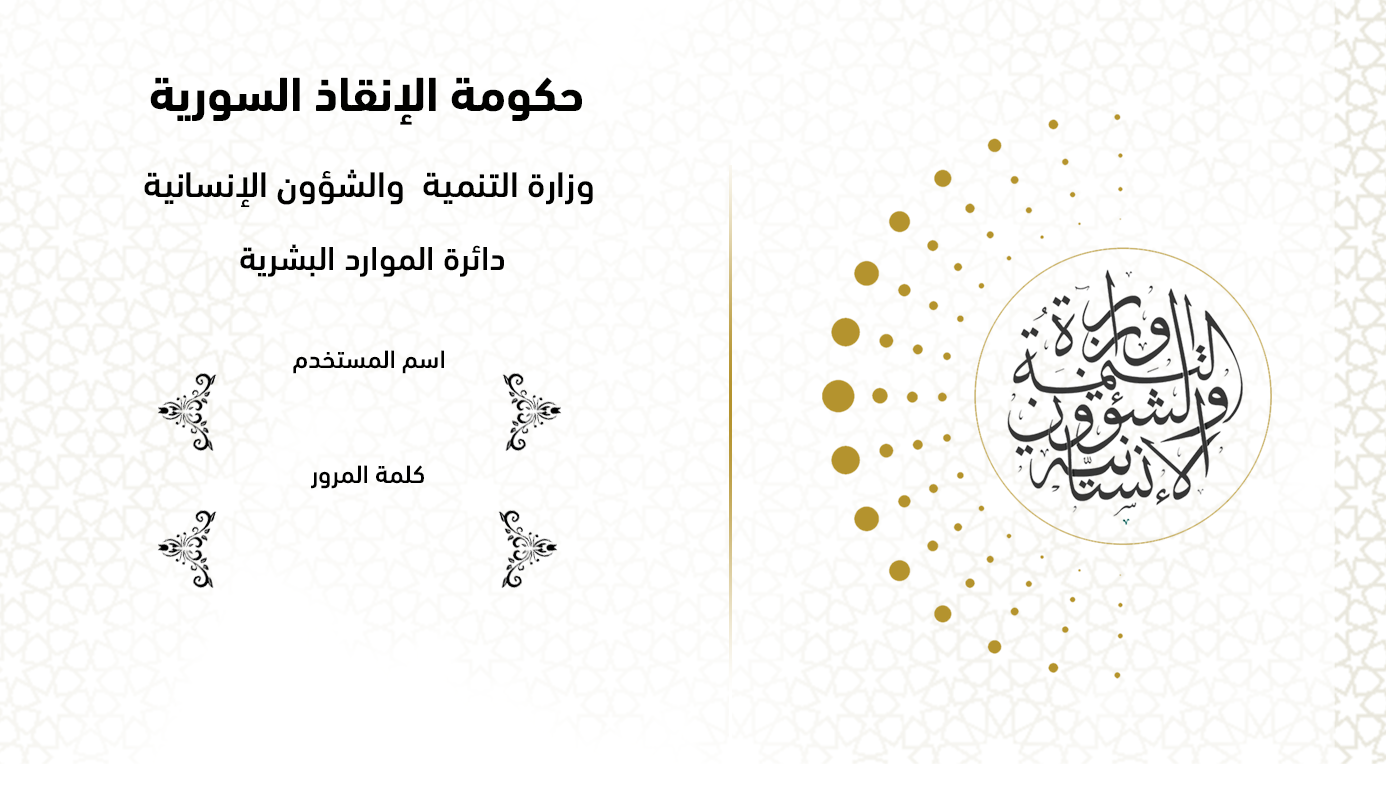 حكومة الإنقاذ السورية
وزارة التنمية والشؤون الإنسانية
دائرة الموارد البشرية
اسم المستخدم
كلمة المرور
وزارة
التنمية
والشؤون
الإنسانية